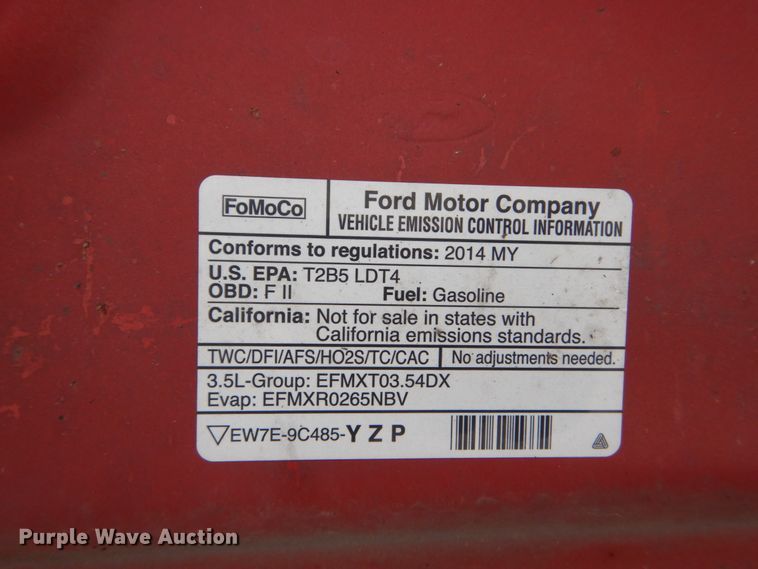 FoMoCo
Ford Motor Company
VEHICLE EMISSION CONTROL INFORMATION
Conforms to regulations: 2014 MY
U.S. EPA: T2B5 LDT4
OBD: F II Fuel: Gasoline
California: Not for sale in states with
California emissions standards.
TWC/DFI/AFS/HO2S/TC/CAC No adjustments needed.
3.5L-Group: EFMXT03.54DX
Evap: EFMXR0265NBV
EW7E-9C485-Y Z P
Purple Wave Auction